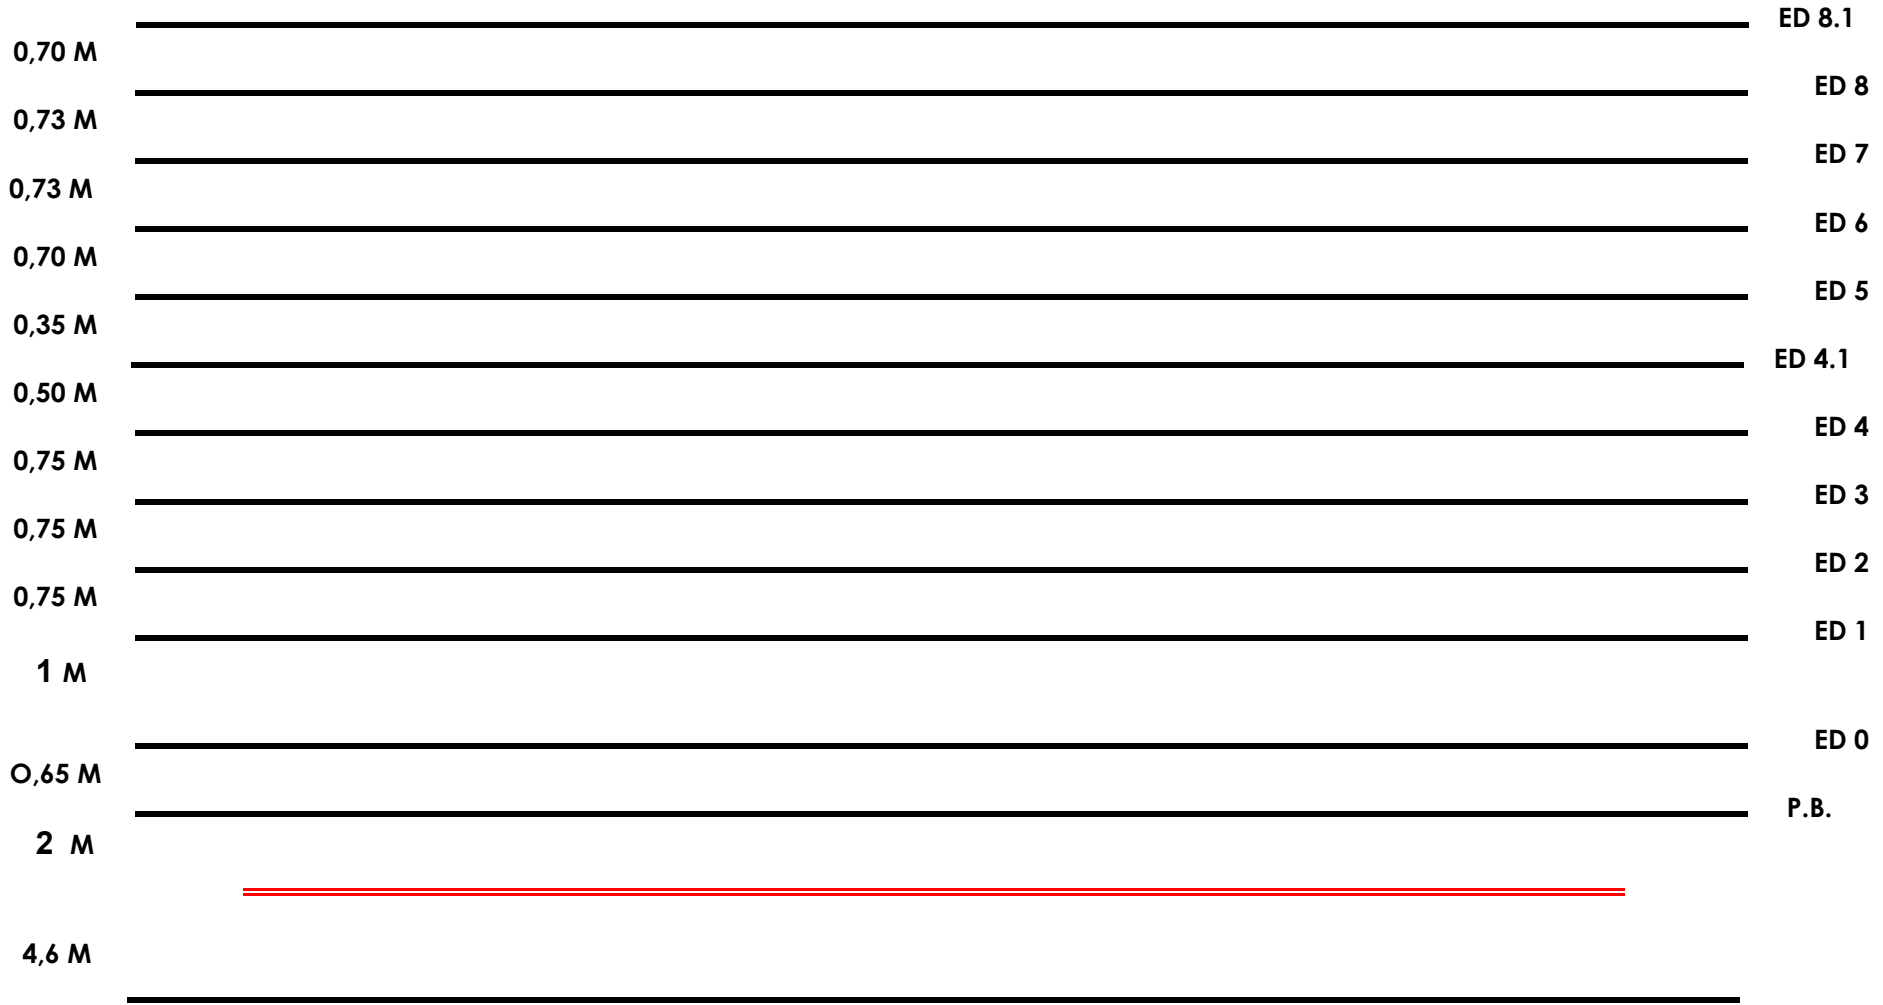 ED 8.1
0,70 M
ED 8
0,73 M
ED 7
0,73 M
ED 6
0,70 M
ED 5
0,35 M
ED 4.1
0,50 M
ED 4
0,75 M
ED 3
0,75 M
ED 2
0,75 M
ED 1
1 M
ED 0
O,65 M
P.B.
2 M
4,6 M